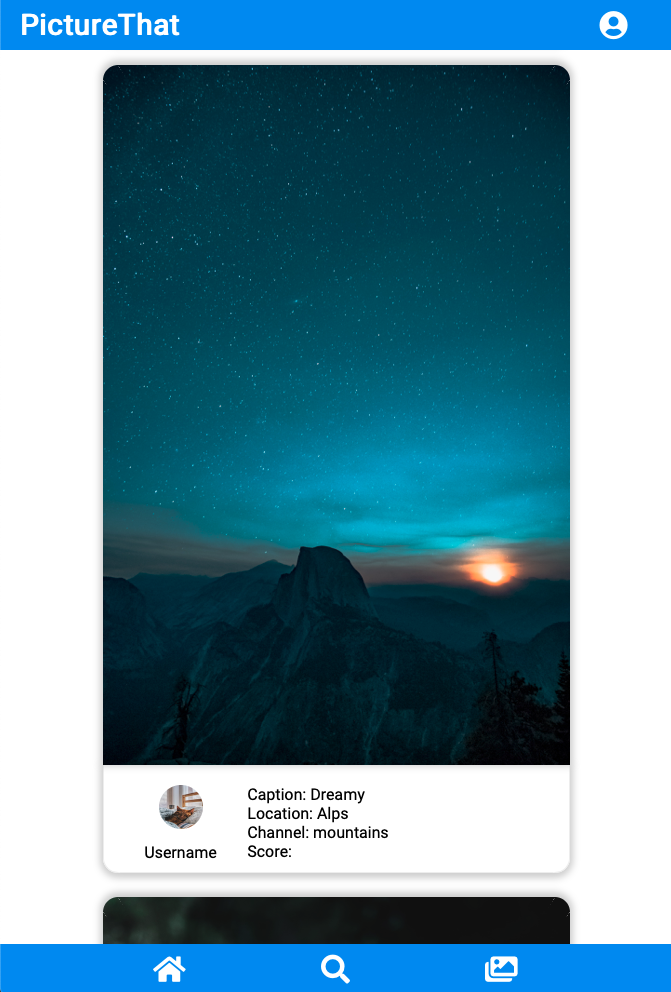 PictureThat
Caption: Dreamy
Location: Alps
Channel: mountains
Score:
Username